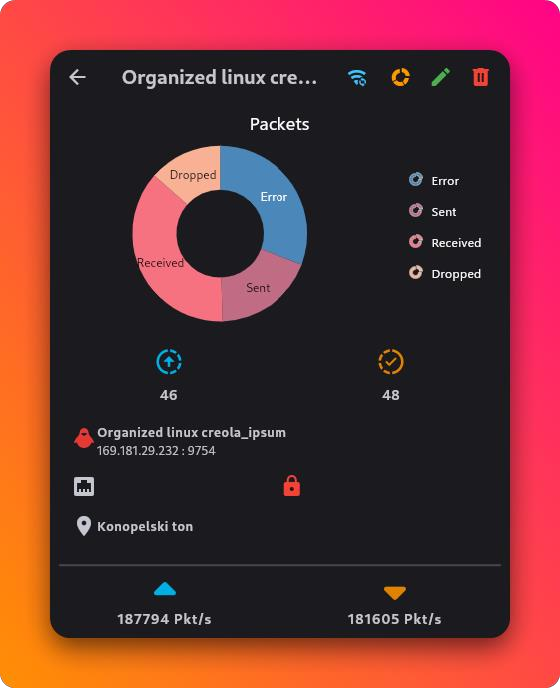 Organized linux cre...
Packets
Dropped
Error
Received
Sent
Error
Sent
Received
Dropped
46
48
Organized linux creola_ipsum
169.181.29.232 : 9754
Konopelski ton
187794 Pkt/s
181605 Pkt/s